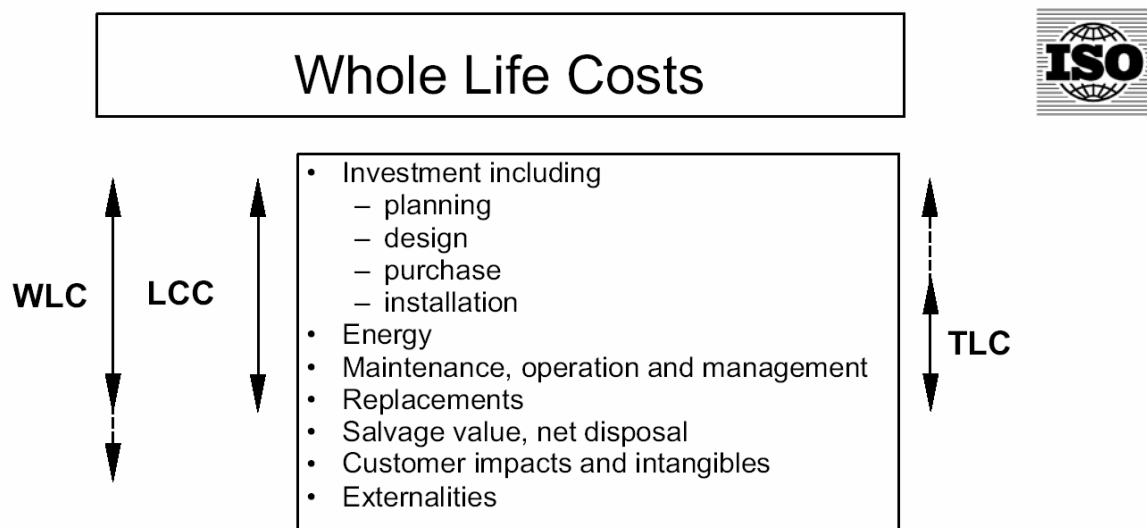 Whole Life Costs
ISO
• Investment including
– planning
– design
– purchase
– installation
• Energy
• Maintenance, operation and management
• Replacements
• Salvage value, net disposal
• Customer impacts and intangibles
• Externalities
WLC
LCC
TLC